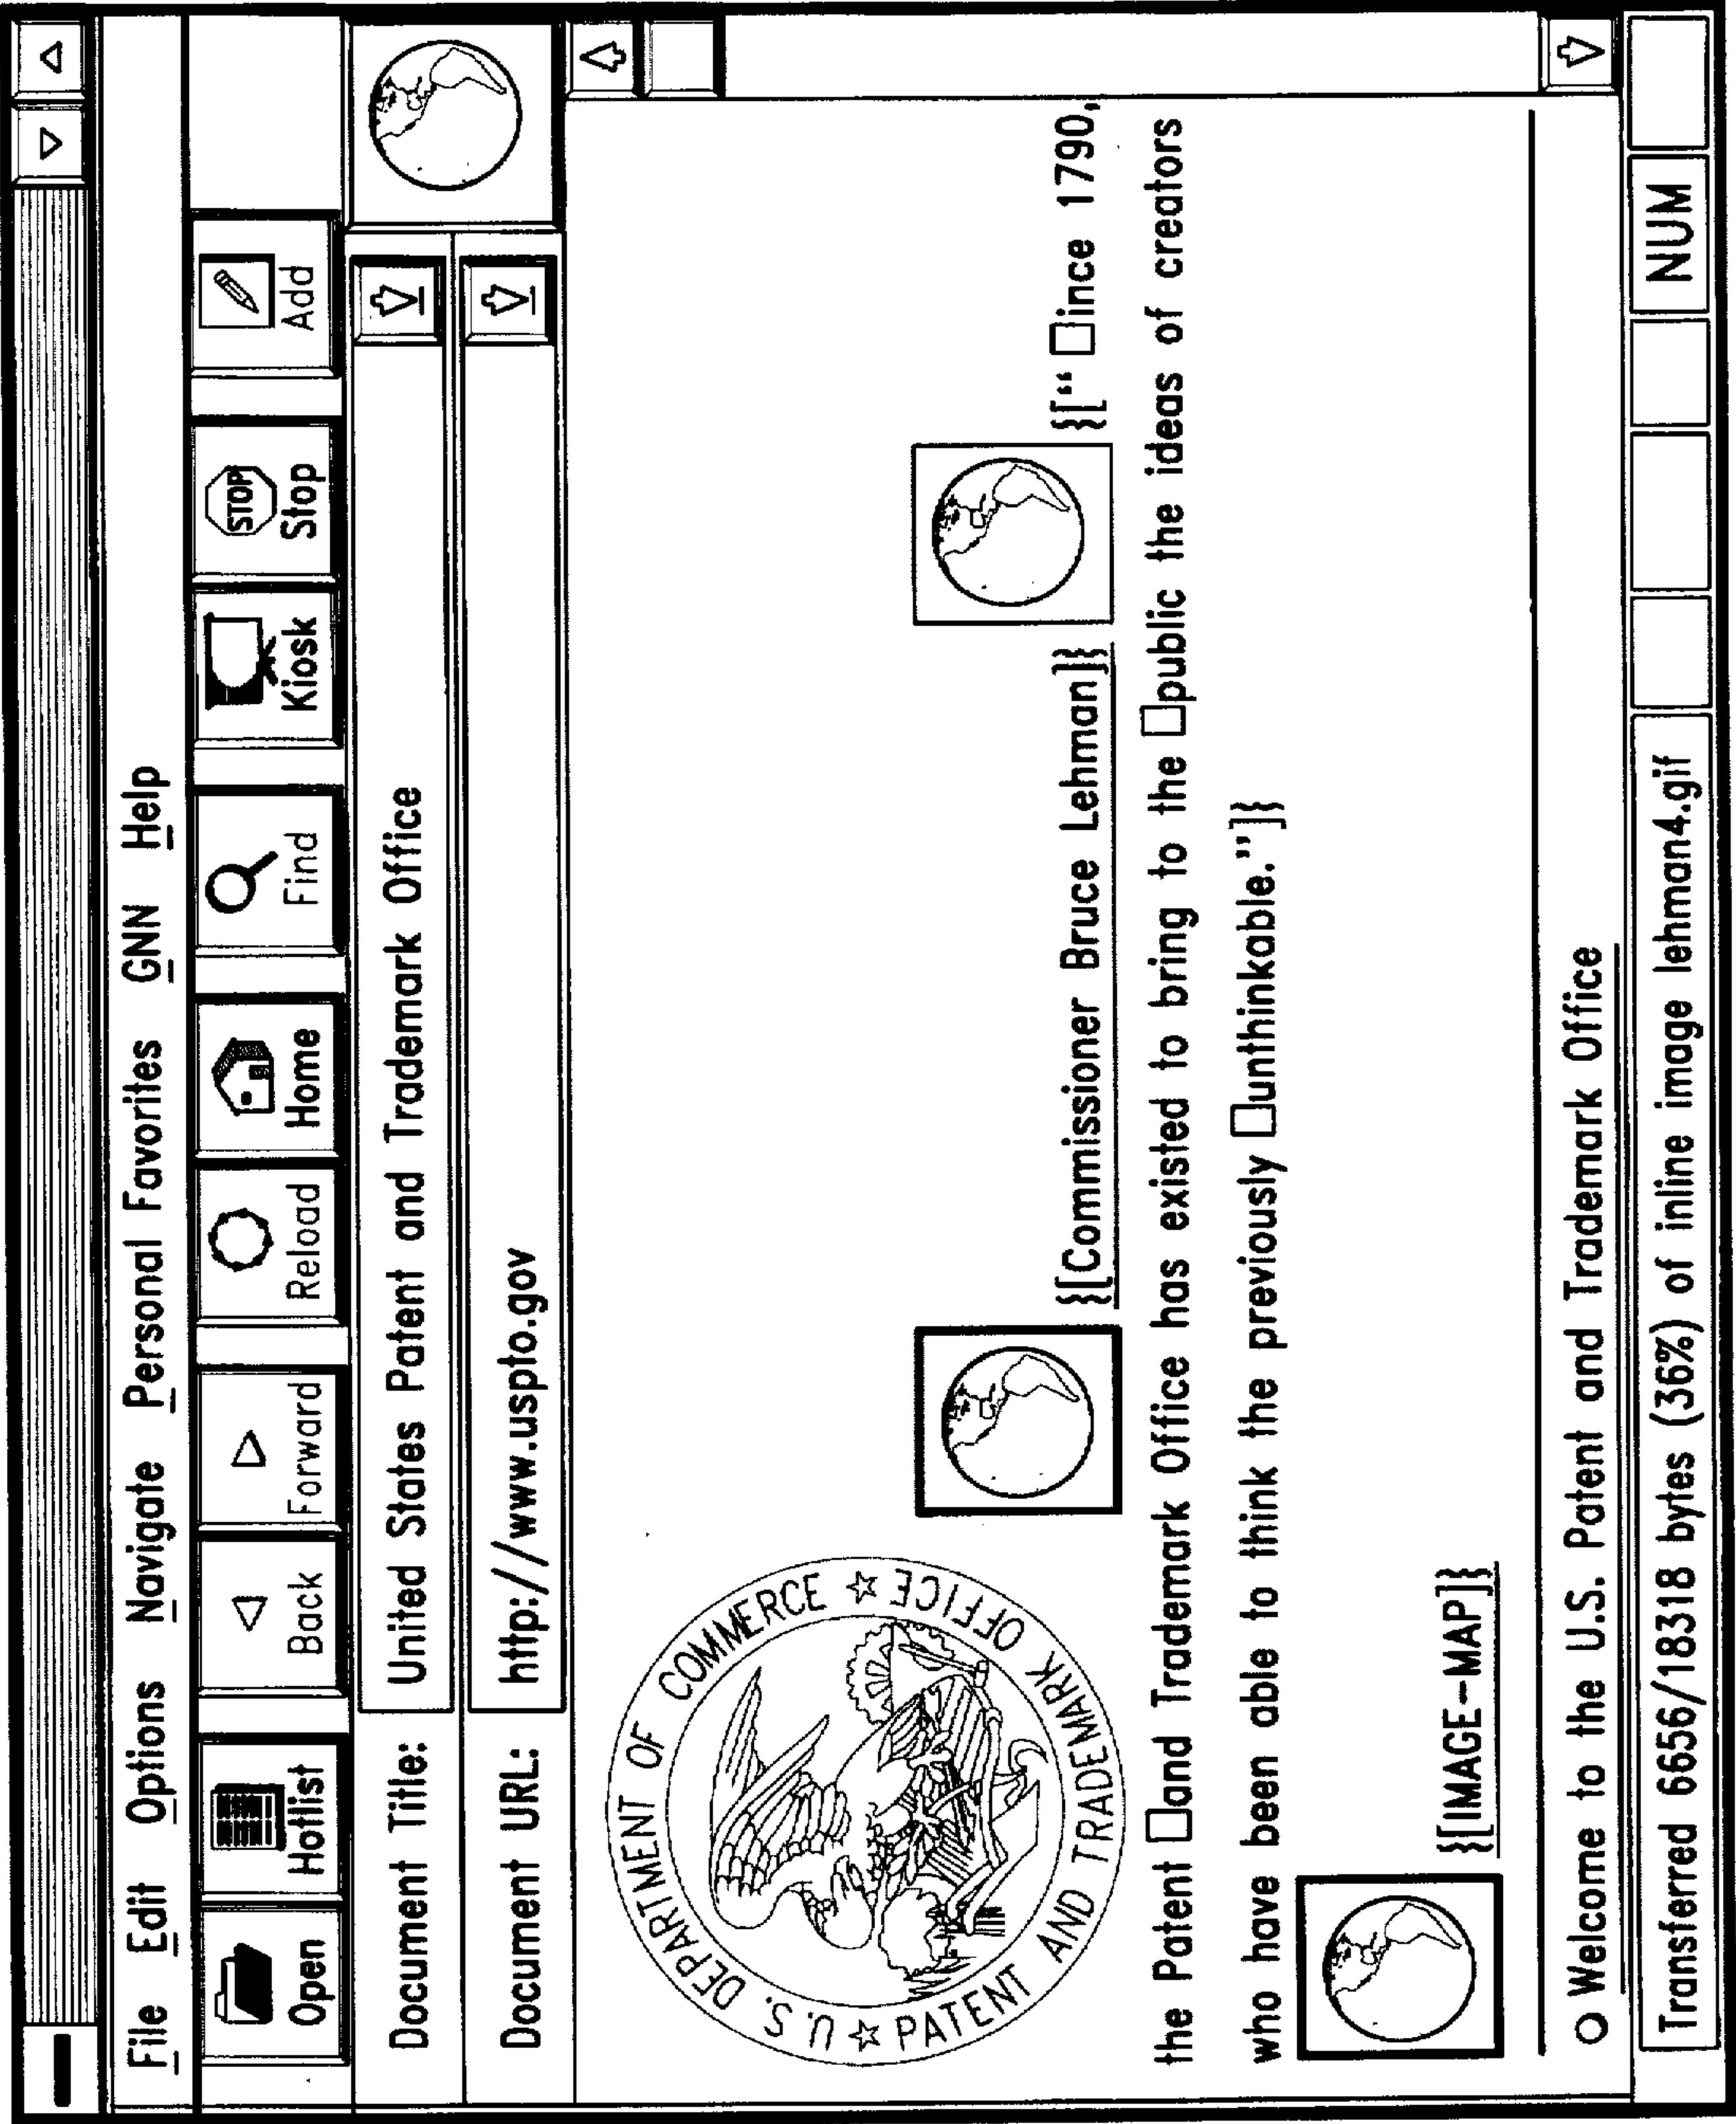 File Edit Options Navigate Personal Favorites GNN Help
Open Hotlist Back Forward Reload Home Find Kiosk STOP Stop Add
Document Title: United States Patent and Trademark Office
Document URL: http://www.uspto.gov
U.S. DEPARTMENT OF COMMERCE ☆ PATENT AND TRADEMARK OFFICE ☆
}[Commissioner Bruce Lehman]} }[“ □ince 1790,
the Patent □and Trademark Office has existed to bring to the □public the ideas of creators
who have been able to think the previously □unthinkable.”]}
}[IMAGE-MAP]}
○ Welcome to the U.S. Patent and Trademark Office
Transferred 6656/18318 bytes (36%) of inline image lehman4.gif NUM